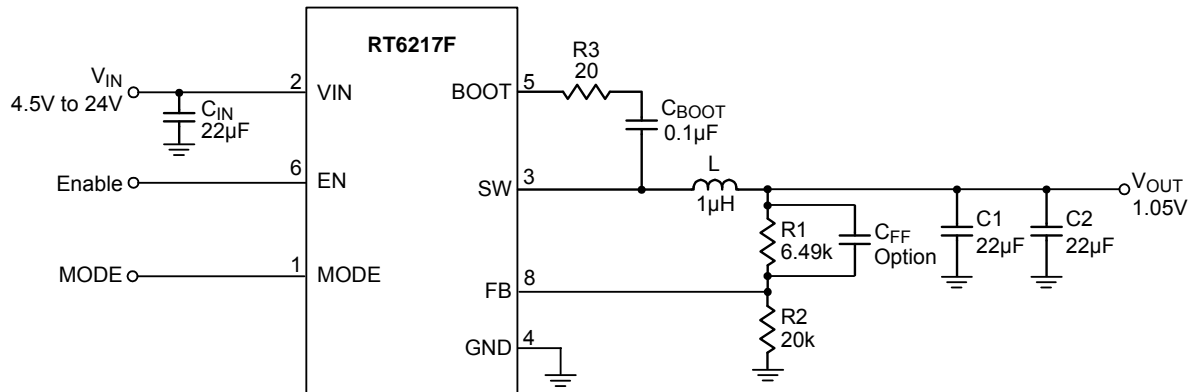 RT6217F
V_IN
4.5V to 24V
2
VIN
C_IN
22µF
Enable
6
EN
MODE
1
MODE
BOOT
5
R3
20
C_BOOT
0.1µF
SW
3
L
1µH
V_OUT
1.05V
R1
6.49k
C_FF
Option
C1
22µF
C2
22µF
FB
8
R2
20k
GND
4